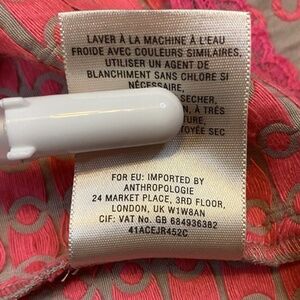 LAVER À LA MACHINE À L'EAU
FROIDE AVEC COULEURS SIMILAIRES,
UTILISER UN AGENT DE
BLANCHIMENT SANS CHLORE SI
NÉCESSAIRE,
SECHER,
N, À TRÈS
TURE,
TOYÉE SEC
FOR EU: IMPORTED BY
ANTHROPOLOGIE
24 MARKET PLACE, 3RD FLOOR,
LONDON, UK W1W8AN
CIF: VAT No. GB 684936382
41ACEJR452C